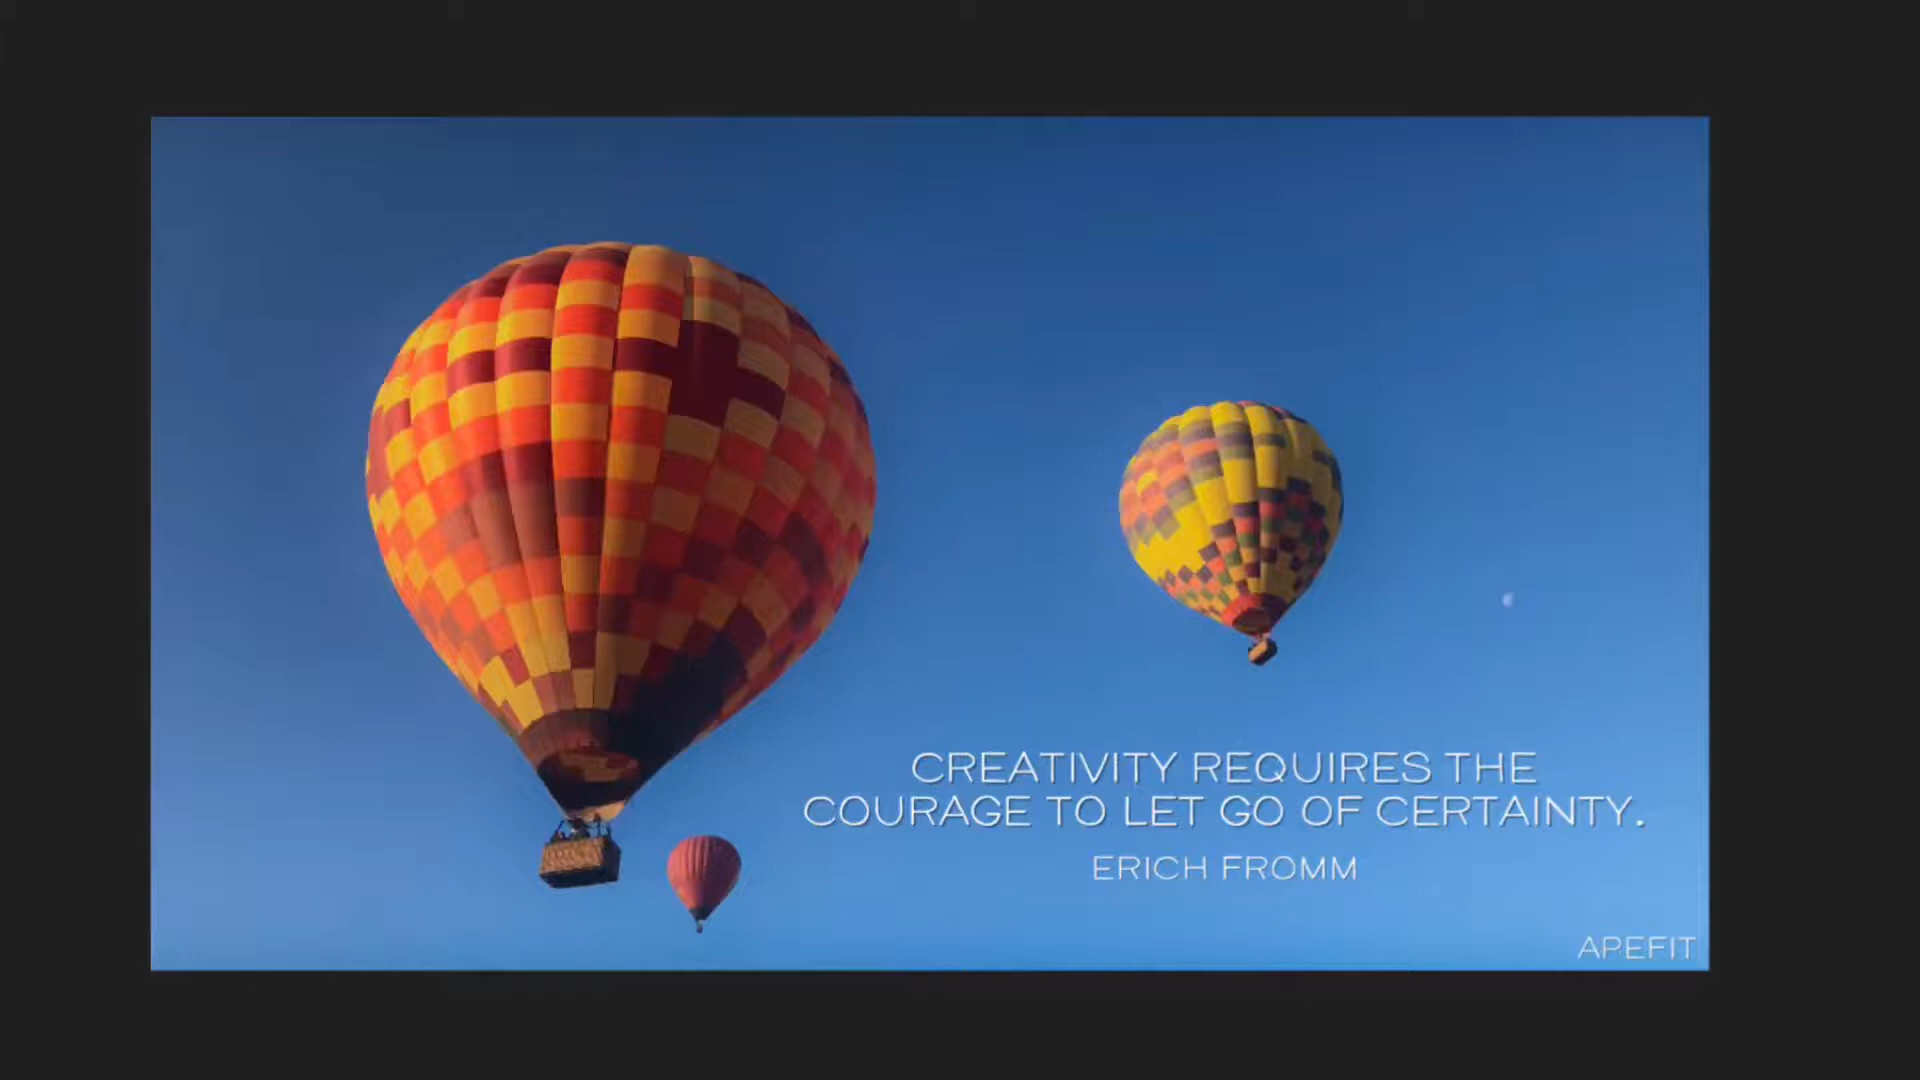 CREATIVITY REQUIRES THE
COURAGE TO LET GO OF CERTAINTY.
ERICH FROMM
APEFIT